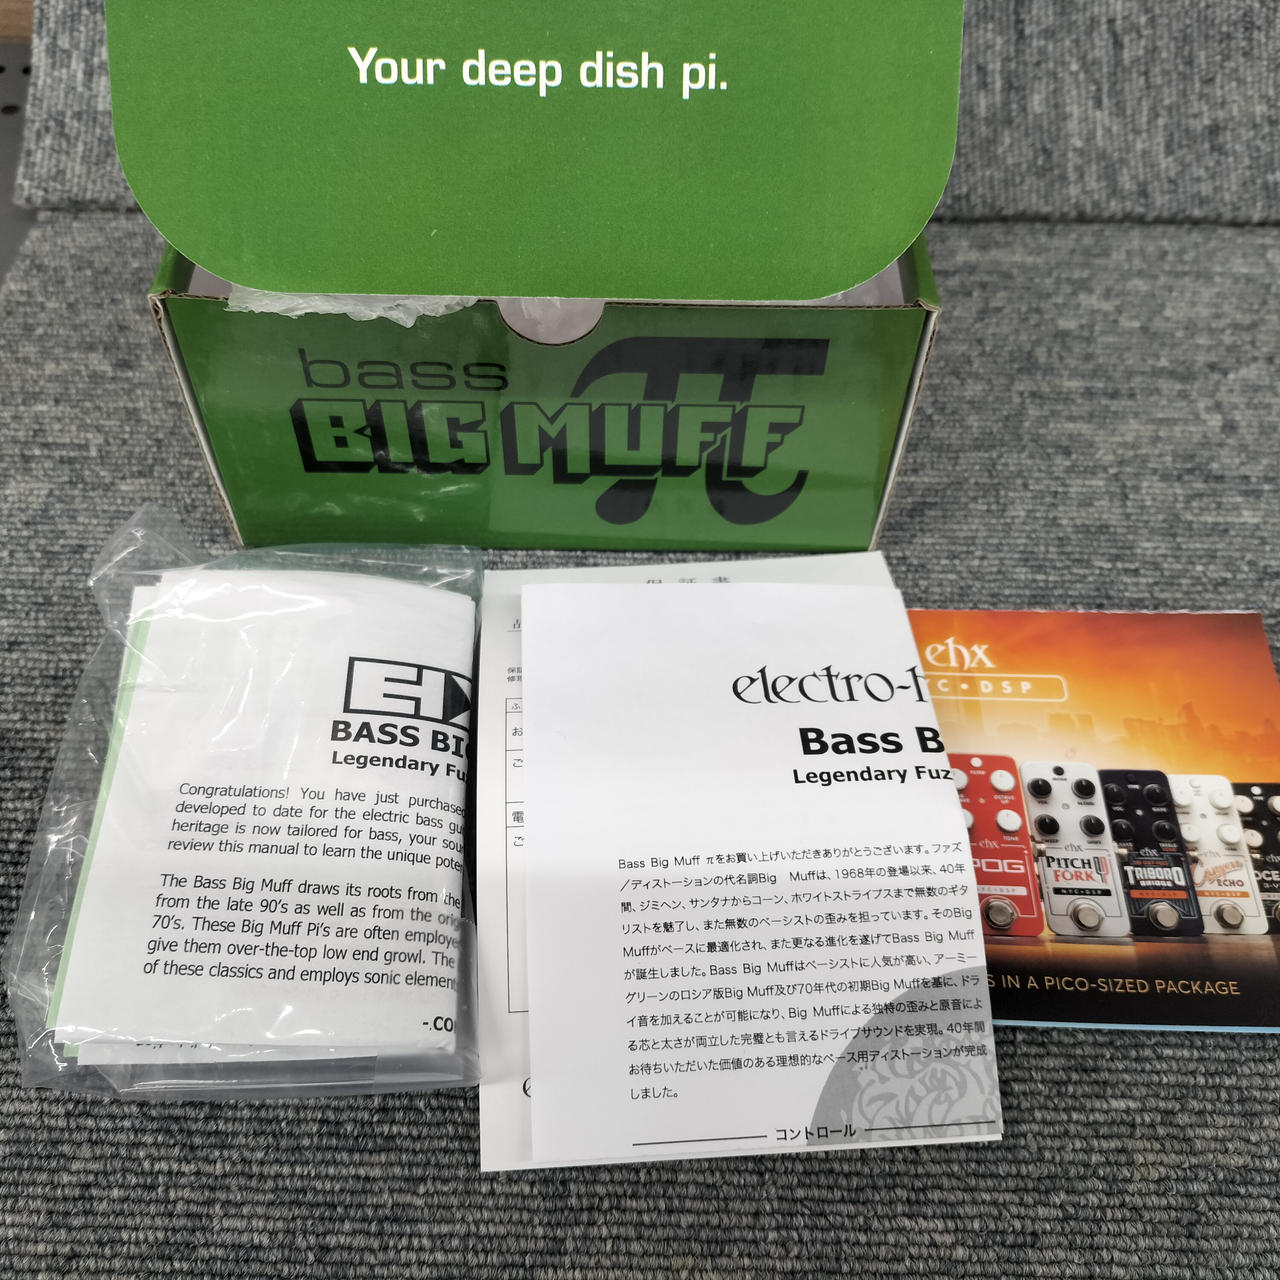 Your deep dish pi.
bass
BIG MUFF π
EHX
BASS BIG
Legendary Fuz
Congratulations! You have just purchased
developed to date for the electric bass gu
heritage is now tailored for bass, your sou
review this manual to learn the unique poten
The Bass Big Muff draws its roots from the
from the late 90's as well as from the orig
70's. These Big Muff Pi's are often employe
give them over-the-top low end growl. The
of these classics and employs sonic elemen
-.CO
保 証 書
電
electro-h
Bass B
Legendary Fuz
Bass Big Muff πをお買い上げいただきありがとうございます。ファズ
/ディストーションの代名詞Big Muffは、1968年の登場以来、40年
間、ジミヘン、サンタナからコーン、ホワイトストライプスまで無数のギタ
リストを魅了し、また無数のベーシストの歪みを担っています。そのBig
Muffがベースに最適化され、また更なる進化を遂げてBass Big Muff
が誕生しました。Bass Big Muffはベーシストに人気が高い、アーミー
グリーンのロシア版Big Muff及び70年代の初期Big Muffを基に、ドラ
イ音を加えることが可能になり、Big Muffによる独特の歪みと原音によ
る芯と太さが両立した完璧とも言えるドライブサウンドを実現。40年間
お待ちいただいた価値のある理想的なベース用ディストーションが完成
しました。
コントロール
ehx
C•DSP
POG
PITCH
FORK
TRIBORO
BRIDGE
Canyon
ECHO
S IN A PICO-SIZED PACKAGE